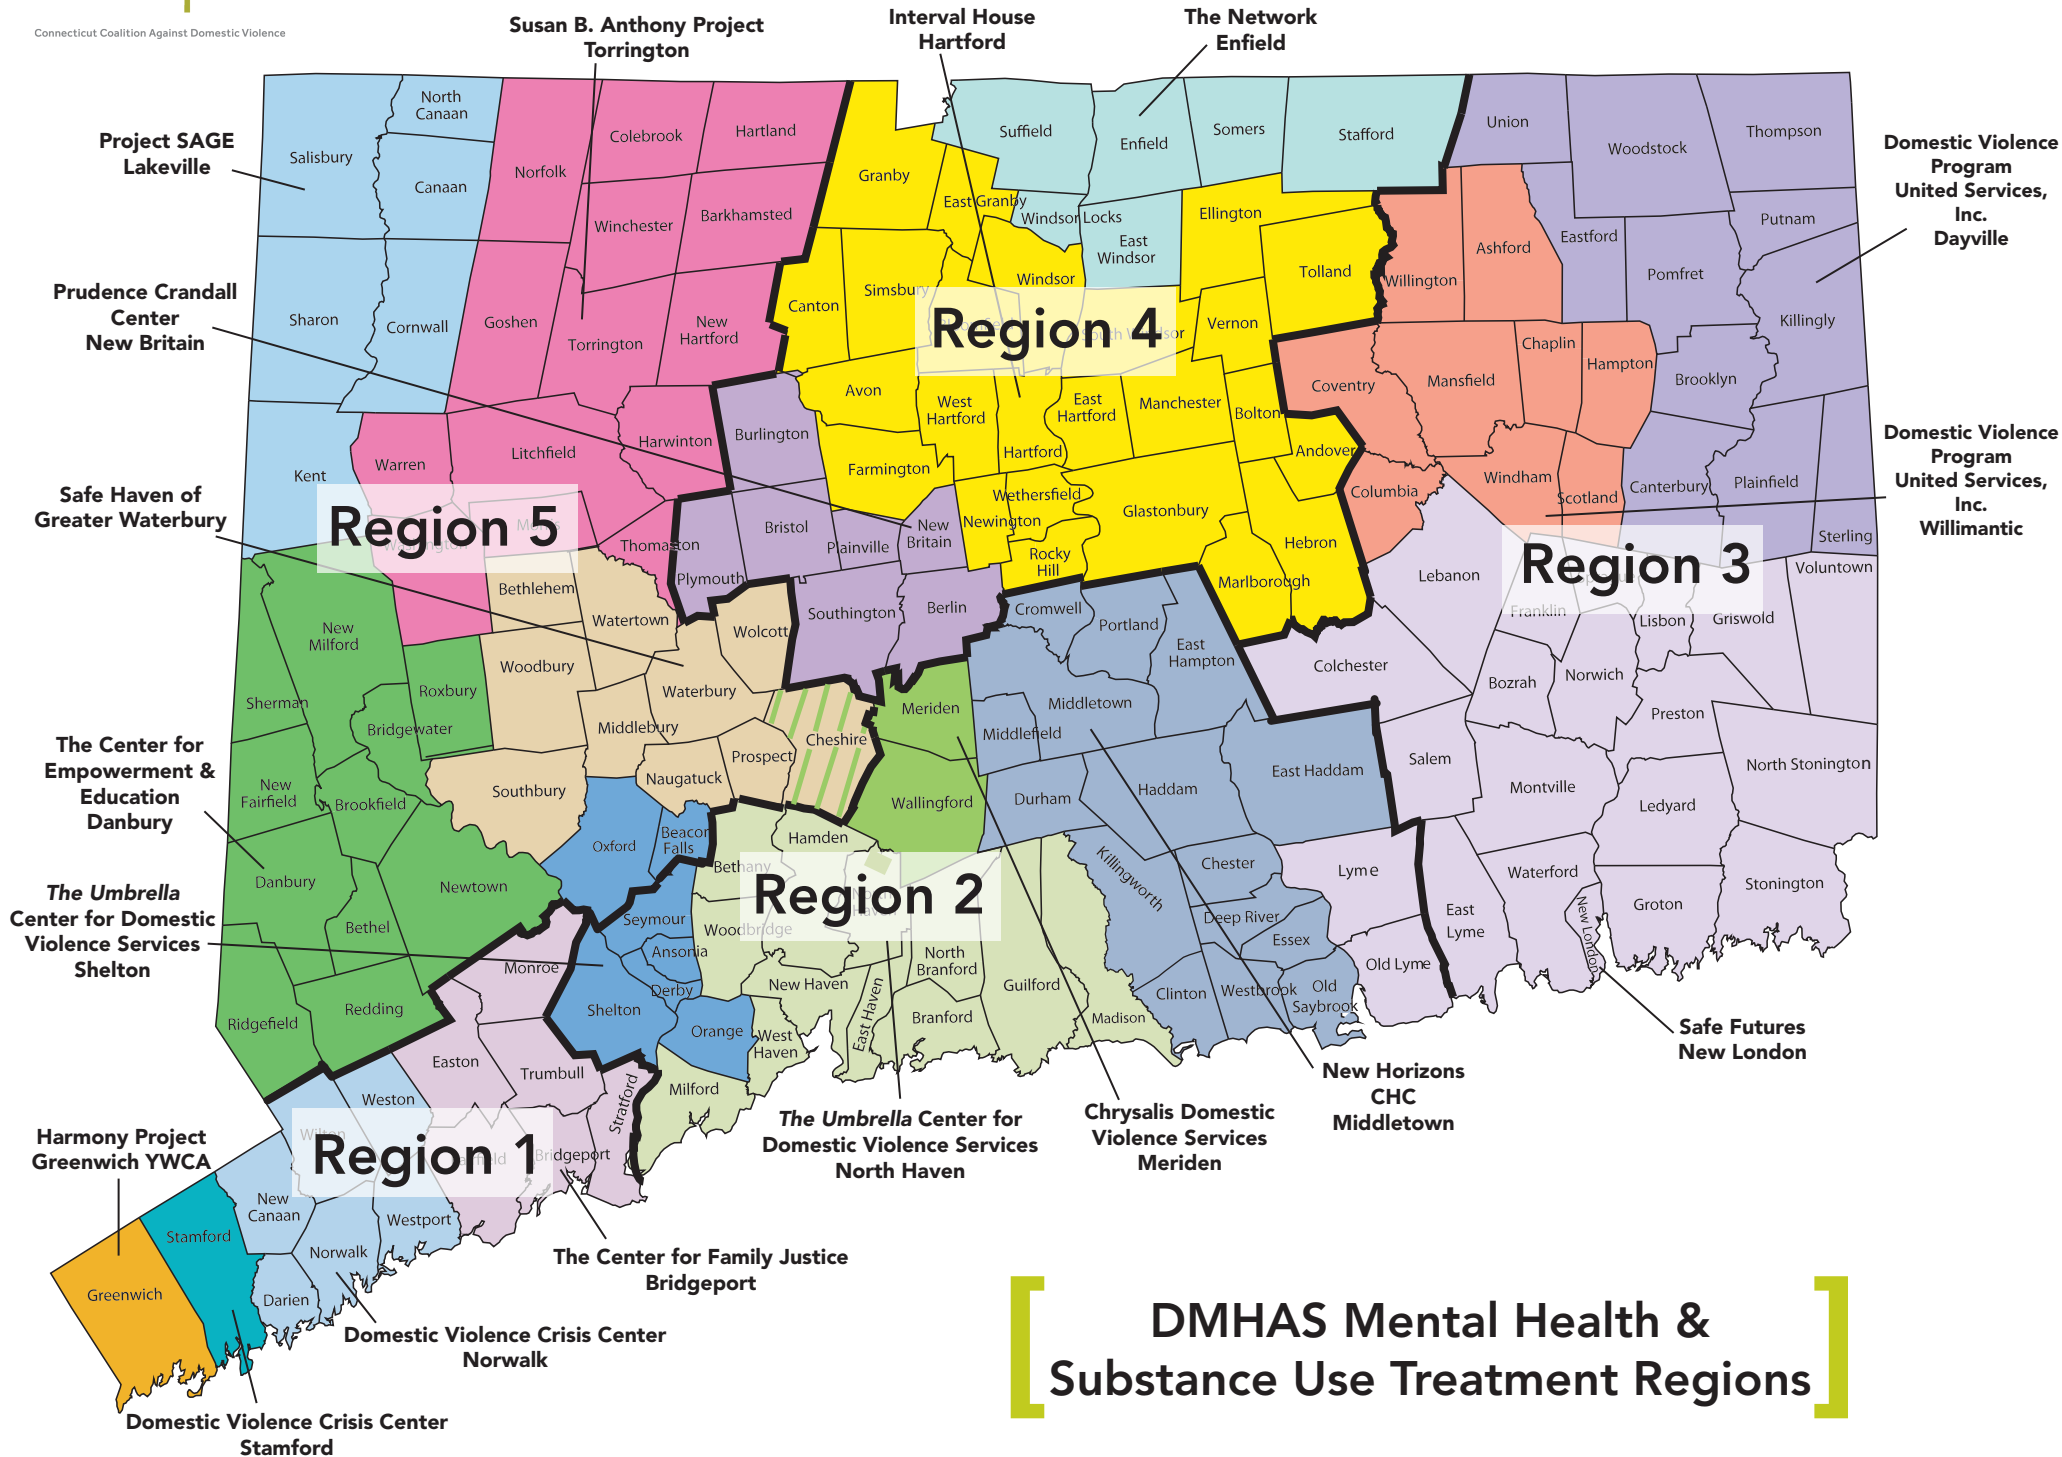 Connecticut Coalition Against Domestic Violence
Susan B. Anthony Project
Torrington
Interval House
Hartford
The Network
Enfield
Project SAGE
Lakeville
Prudence Crandall
Center
New Britain
Safe Haven of
Greater Waterbury
The Center for
Empowerment &
Education
Danbury
The Umbrella
Center for Domestic
Violence Services
Shelton
Harmony Project
Greenwich YWCA
Domestic Violence
Program
United Services,
Inc.
Dayville
Domestic Violence
Program
United Services,
Inc.
Willimantic
Safe Futures
New London
New Horizons
CHC
Middletown
Chrysalis Domestic
Violence Services
Meriden
The Umbrella Center for
Domestic Violence Services
North Haven
The Center for Family Justice
Bridgeport
Domestic Violence Crisis Center
Norwalk
Domestic Violence Crisis Center
Stamford
Region 5
Region 4
Region 3
Region 2
Region 1
Salisbury
North
Canaan
Canaan
Norfolk
Colebrook
Hartland
Winchester
Barkhamsted
Sharon
Cornwall
Goshen
Torrington
New
Hartford
Kent
Warren
Litchfield
Harwinton
Morris
Washington
Thomaston
Granby
East Granby
Suffield
Enfield
Somers
Stafford
Windsor Locks
East
Windsor
Ellington
Tolland
Windsor
Simsbury
Canton
South Windsor
Vernon
Avon
West
Hartford
East
Hartford
Manchester
Bolton
Hartford
Farmington
Andover
Wethersfield
Newington
Glastonbury
Rocky
Hill
Hebron
Marlborough
Burlington
Bristol
Plainville
New
Britain
Plymouth
Southington
Berlin
Union
Woodstock
Thompson
Putnam
Willington
Ashford
Eastford
Pomfret
Killingly
Coventry
Mansfield
Chaplin
Hampton
Brooklyn
Columbia
Windham
Scotland
Canterbury
Plainfield
Sterling
Lebanon
Franklin
Lisbon
Griswold
Voluntown
Colchester
Bozrah
Norwich
Preston
Salem
Montville
Ledyard
North Stonington
Lyme
Waterford
East
Lyme
New London
Groton
Stonington
Old Lyme
Bethlehem
Watertown
Wolcott
Woodbury
Waterbury
Middlebury
Cheshire
Prospect
Naugatuck
Southbury
New
Milford
Sherman
Roxbury
Bridgewater
New
Fairfield
Brookfield
Danbury
Newtown
Bethel
Redding
Ridgefield
Cromwell
Portland
East
Hampton
Middletown
Middlefield
Durham
Haddam
East Haddam
Killingworth
Chester
Deep River
Essex
Clinton
Westbrook
Old
Saybrook
Meriden
Wallingford
Oxford
Beacon
Falls
Seymour
Ansonia
Derby
Shelton
Orange
Bethany
Hamden
Woodbridge
North
Haven
New Haven
North
Branford
Guilford
Madison
East Haven
Branford
West
Haven
Milford
Monroe
Easton
Trumbull
Stratford
Fairfield
Bridgeport
Weston
Wilton
New
Canaan
Westport
Norwalk
Darien
Stamford
Greenwich
DMHAS Mental Health &
Substance Use Treatment Regions